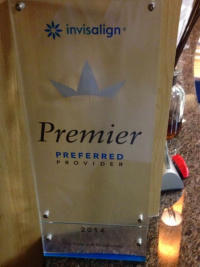 invisalign®
Premier
PREFERRED
PROVIDER
2014